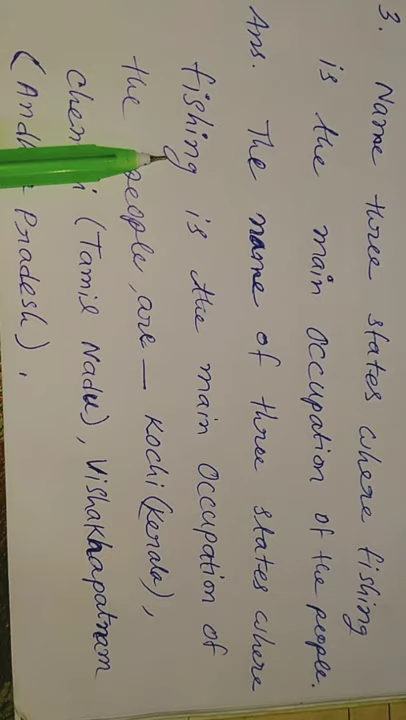 3. Name three states where fishing
is the main occupation of the people.
Ans. The name of three states where
fishing is the main occupation of
the people, are — Kochi (Kerala),
(Tamil Nadu), Vishakhapatnam
Pradesh).